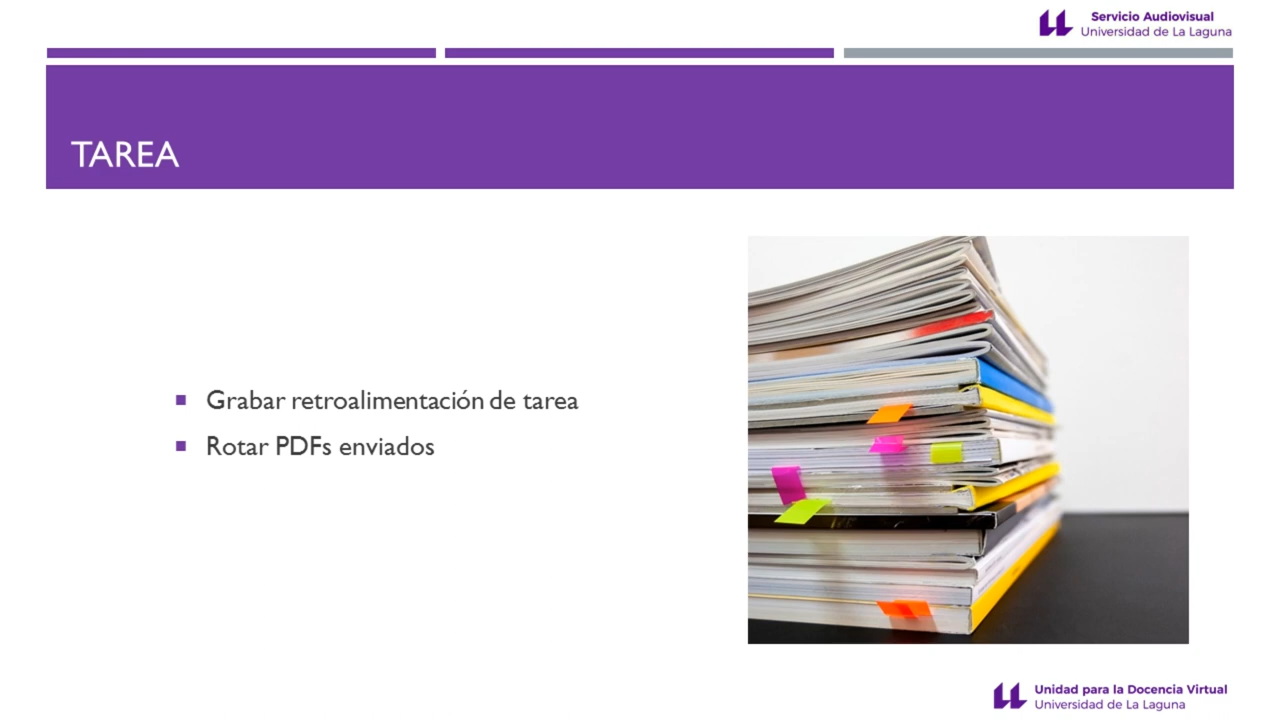 Servicio Audiovisual
Universidad de La Laguna
TAREA
Grabar retroalimentación de tarea
Rotar PDFs enviados
Unidad para la Docencia Virtual
Universidad de La Laguna